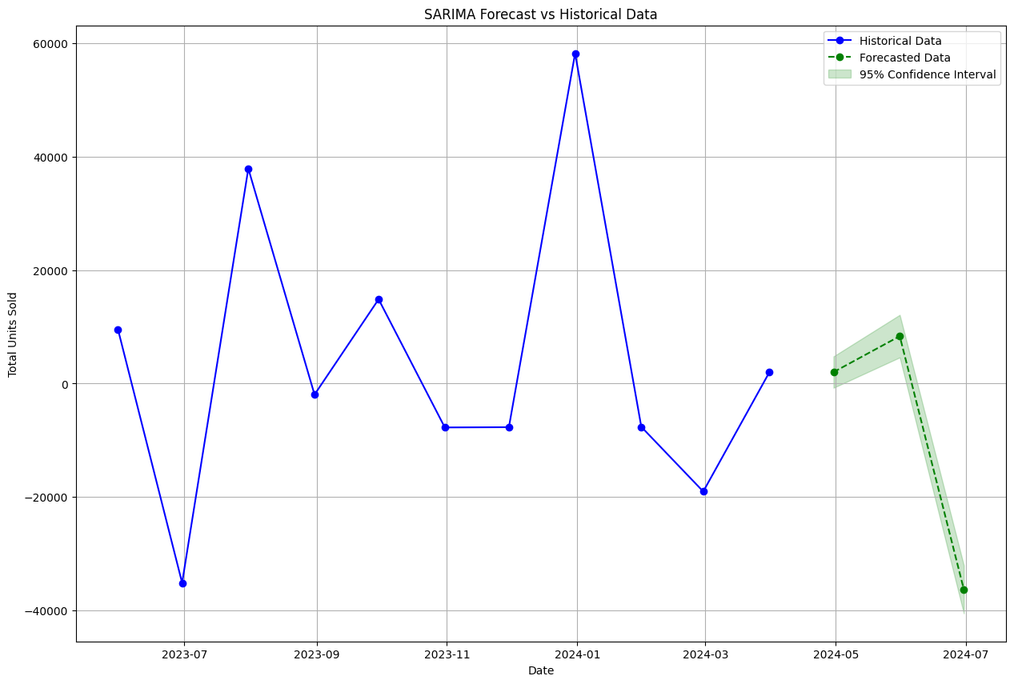 SARIMA Forecast vs Historical Data
Historical Data
Forecasted Data
95% Confidence Interval
Total Units Sold
60000
40000
20000
0
−20000
−40000
2023-07
2023-09
2023-11
2024-01
2024-03
2024-05
2024-07
Date